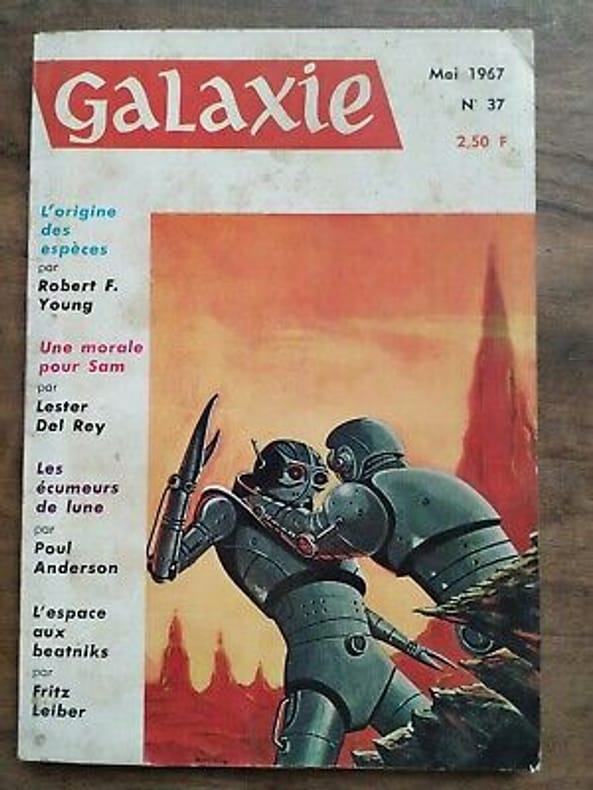 Galaxie
Mai 1967
N° 37
2,50 F
L'origine
des
espèces
par
Robert F.
Young
Une morale
pour Sam
par
Lester
Del Rey
Les
écumeurs
de lune
par
Poul
Anderson
L'espace
aux
beatniks
par
Fritz
Leiber